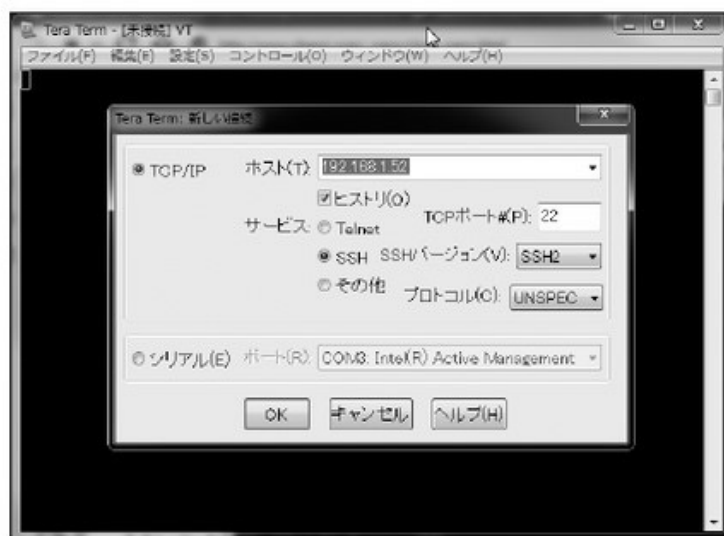 Tera Term - [未接続] VT
ファイル(F) 編集(E) 設定(S) コントロール(O) ウィンドウ(W) ヘルプ(H)
Tera Term: 新しい接続
TCP/IP
ホスト(T): 192.168.1.52
ヒストリ(O)
サービス: Telnet
TCPポート#(P): 22
SSH
SSHバージョン(V): SSH2
その他
プロトコル(C): UNSPEC
シリアル(E)
ポート(R): COM3: Intel(R) Active Management
OK
キャンセル
ヘルプ(H)